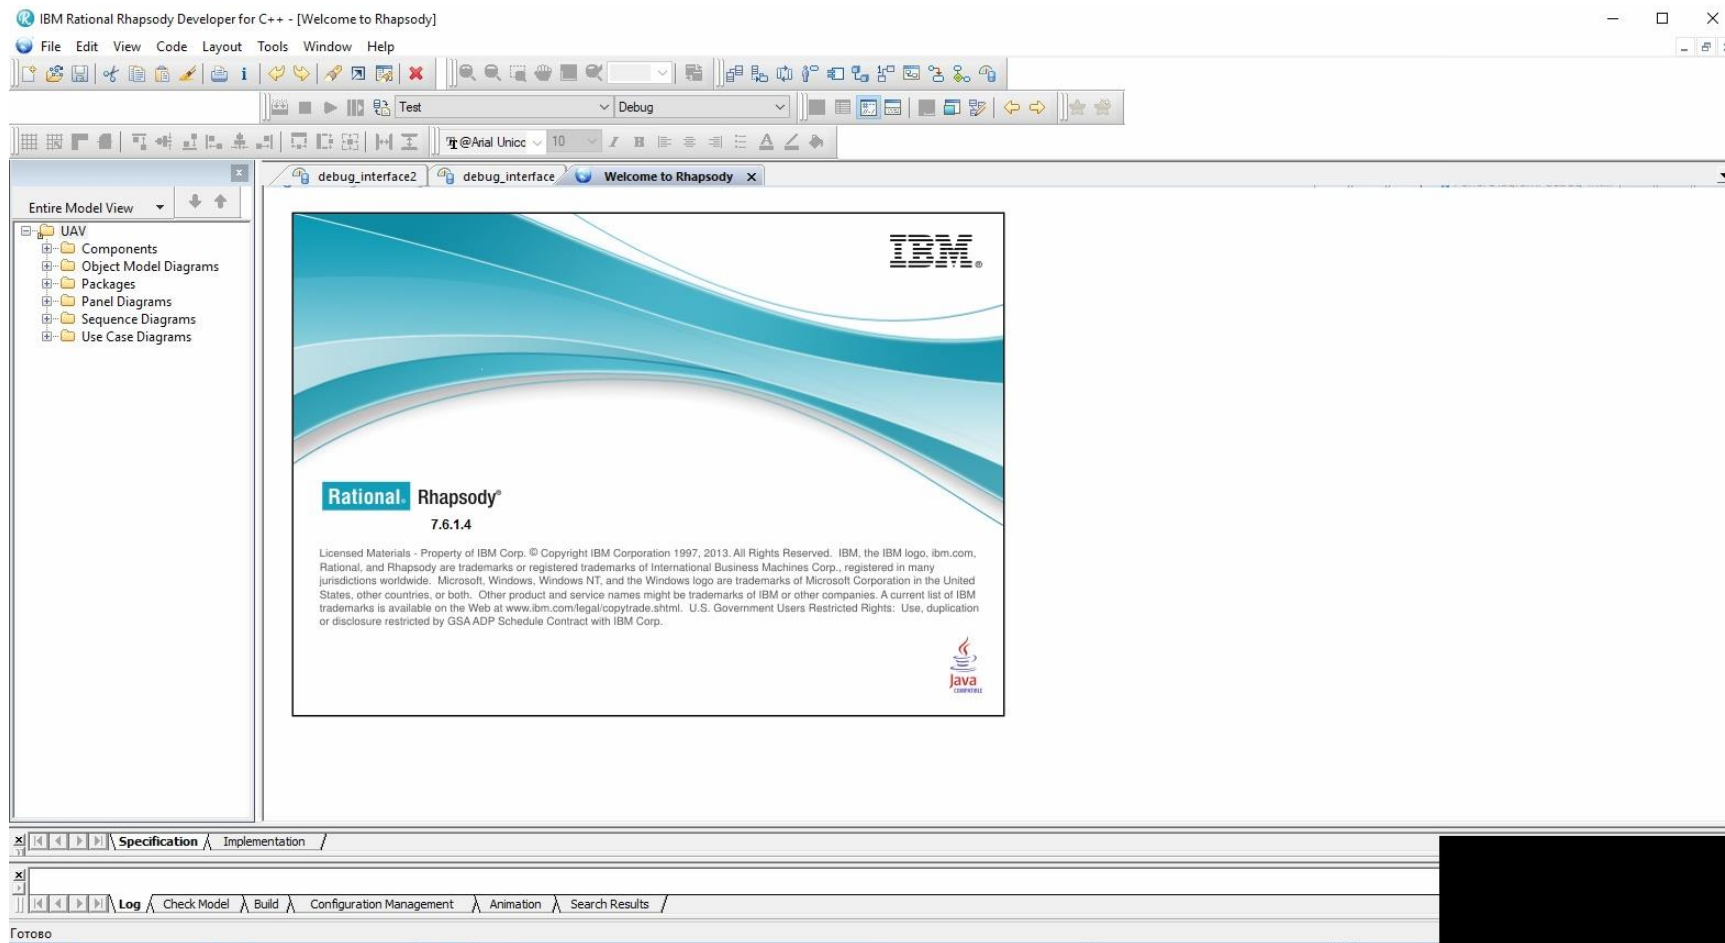 IBM Rational Rhapsody Developer for C++ - [Welcome to Rhapsody]
File Edit View Code Layout Tools Window Help
Test Debug
@Arial Unicc 10
debug_interface2 debug_interface Welcome to Rhapsody
Entire Model View
UAV
Components
Object Model Diagrams
Packages
Panel Diagrams
Sequence Diagrams
Use Case Diagrams
IBM®
Rational® Rhapsody®
7.6.1.4
Licensed Materials - Property of IBM Corp. © Copyright IBM Corporation 1997, 2013. All Rights Reserved. IBM, the IBM logo, ibm.com,
Rational, and Rhapsody are trademarks or registered trademarks of International Business Machines Corp., registered in many
jurisdictions worldwide. Microsoft, Windows, Windows NT, and the Windows logo are trademarks of Microsoft Corporation in the United
States, other countries, or both. Other product and service names might be trademarks of IBM or other companies. A current list of IBM
trademarks is available on the Web at www.ibm.com/legal/copytrade.shtml. U.S. Government Users Restricted Rights: Use, duplication
or disclosure restricted by GSA ADP Schedule Contract with IBM Corp.
Java
COMPATIBLE
Specification Implementation
Log Check Model Build Configuration Management Animation Search Results
Готово